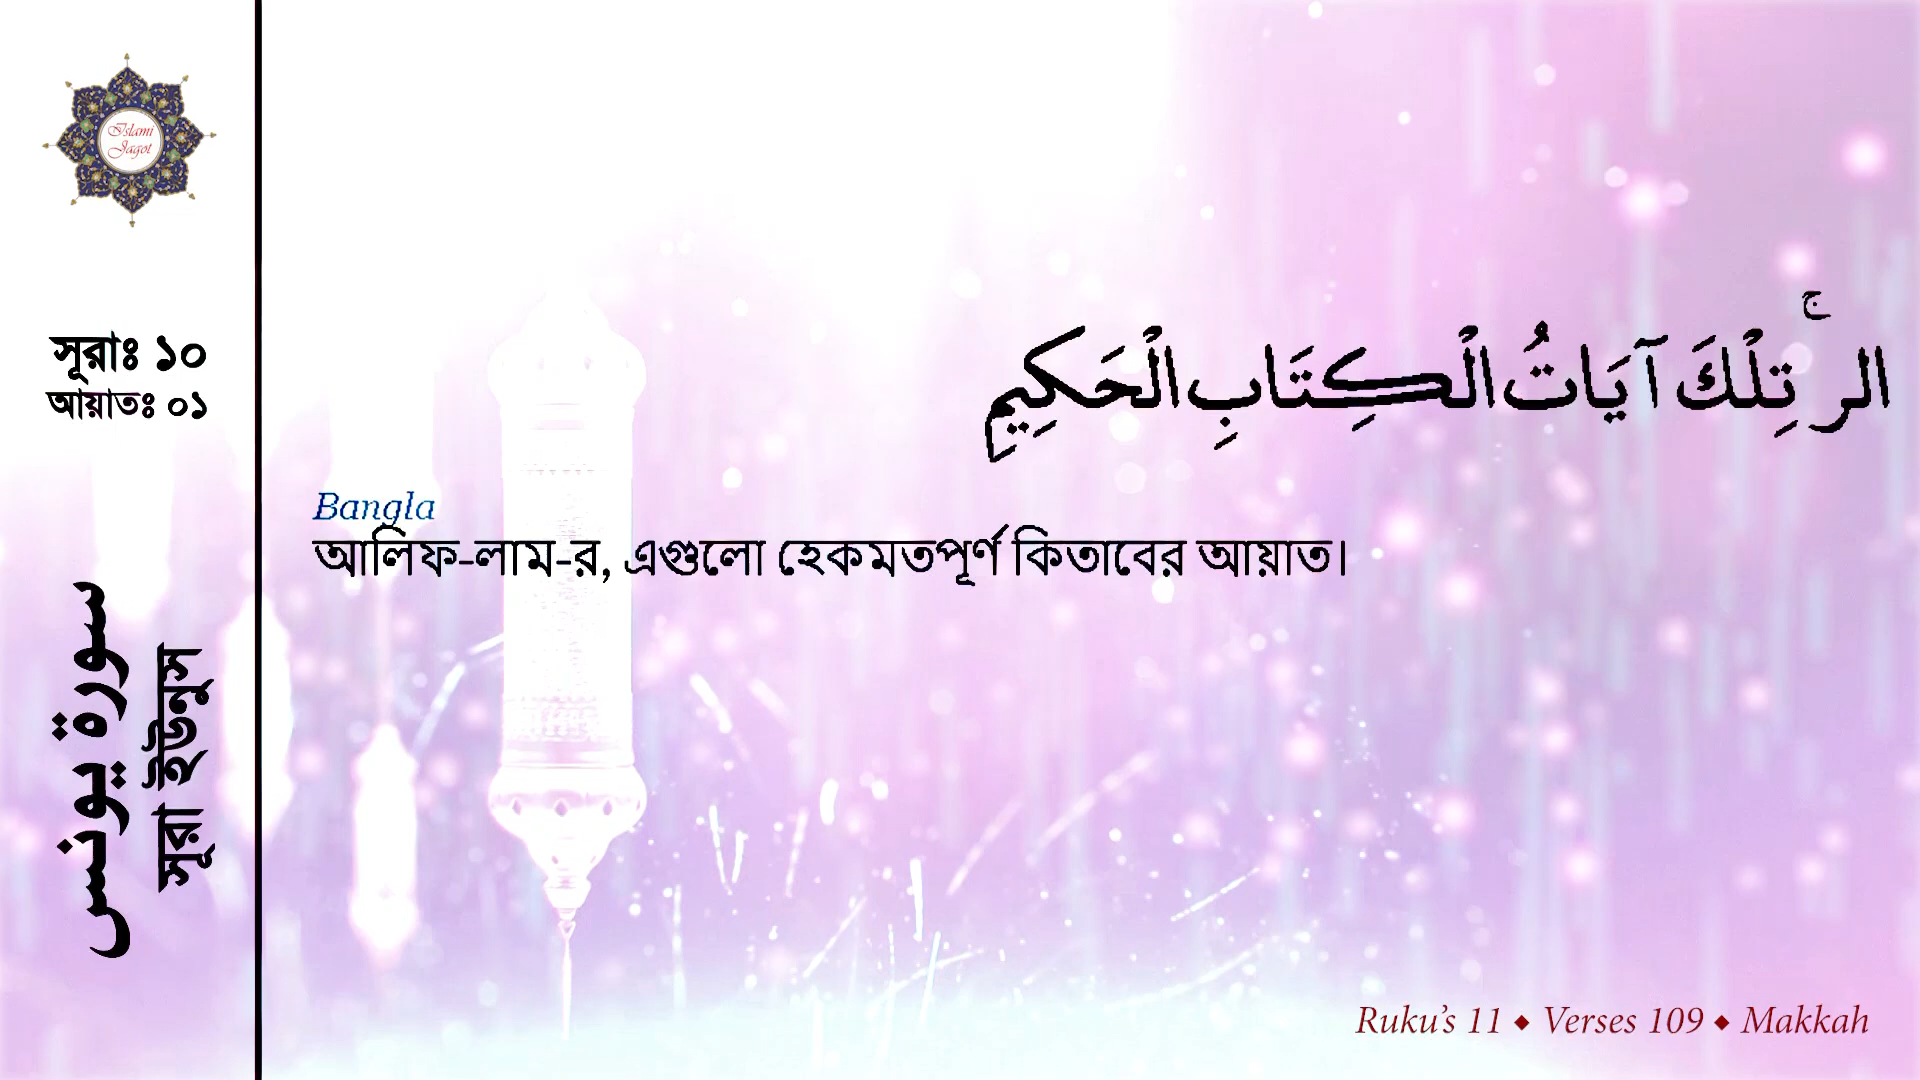 Islami
Jagot
সূরাঃ ১০
আয়াতঃ ০১
سورة يونس
সূরা ইউনুস
الر ۚ تِلْكَ آيَاتُ الْكِتَابِ الْحَكِيمِ
Bangla
আলিফ-লাম-র, এগুলো হেকমতপূর্ণ কিতাবের আয়াত।
Ruku’s 11 ◆ Verses 109 ◆ Makkah